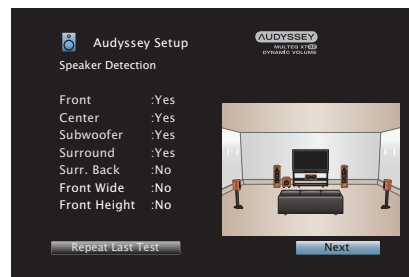 Audyssey Setup
AUDYSSEY
MULTEQ XT32
DYNAMIC VOLUME
Speaker Detection
Front :Yes
Center :Yes
Subwoofer :Yes
Surround :Yes
Surr. Back :No
Front Wide :No
Front Height :No
Repeat Last Test
Next